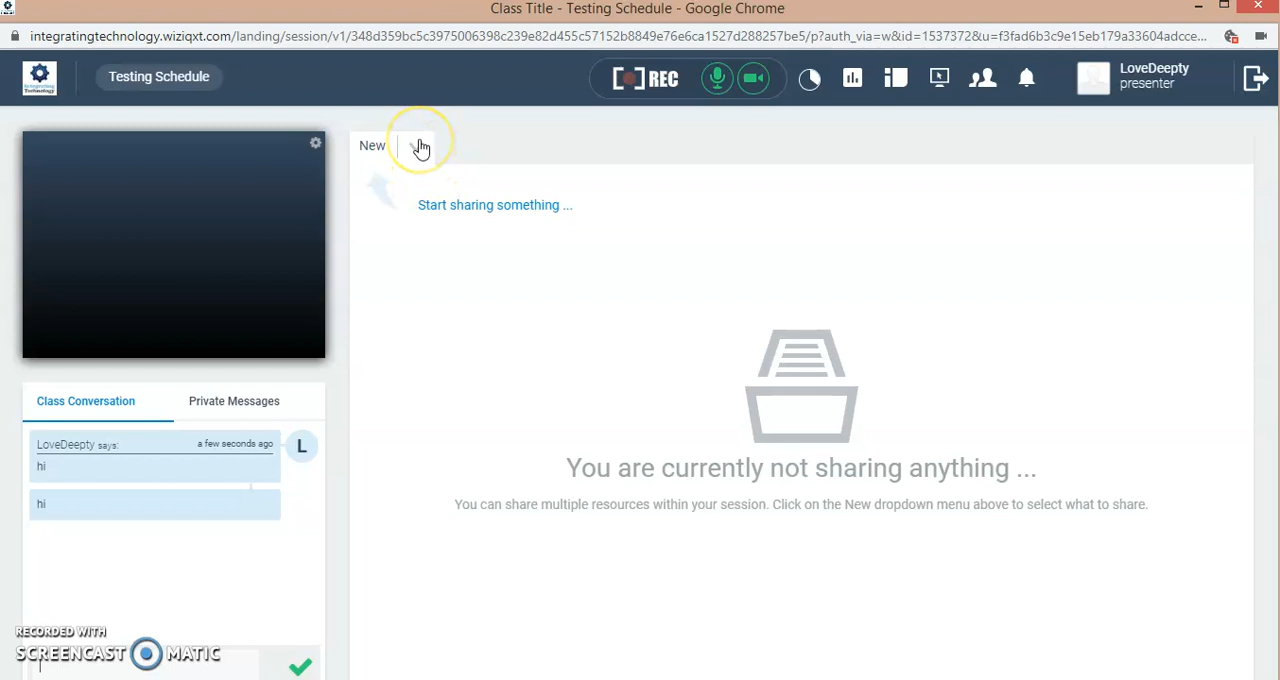 Class Title - Testing Schedule - Google Chrome
integratingtechnology.wiziqxt.com/landing/session/v1/348d359bc5c3975006398c239e82d455c57152b8849e76e6ca1527d288257be5/p?auth_via=w&id=1537372&u=f3fad6b3c9e15eb179a33604adcce...
Integrating
Technology
Testing Schedule
REC
LoveDeepty
presenter
New
Start sharing something ...
Class Conversation
Private Messages
LoveDeepty says:
a few seconds ago
L
hi
hi
You are currently not sharing anything ...
You can share multiple resources within your session. Click on the New dropdown menu above to select what to share.
RECORDED WITH
SCREENCAST MATIC